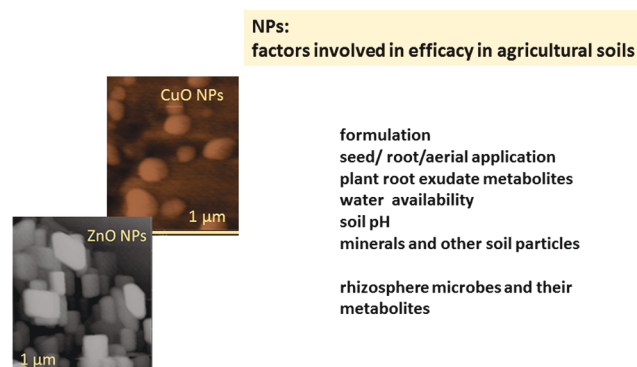 NPs:
factors involved in efficacy in agricultural soils
CuO NPs
1 µm
ZnO NPs
1 µm
formulation
seed/ root/aerial application
plant root exudate metabolites
water availability
soil pH
minerals and other soil particles
rhizosphere microbes and their
metabolites